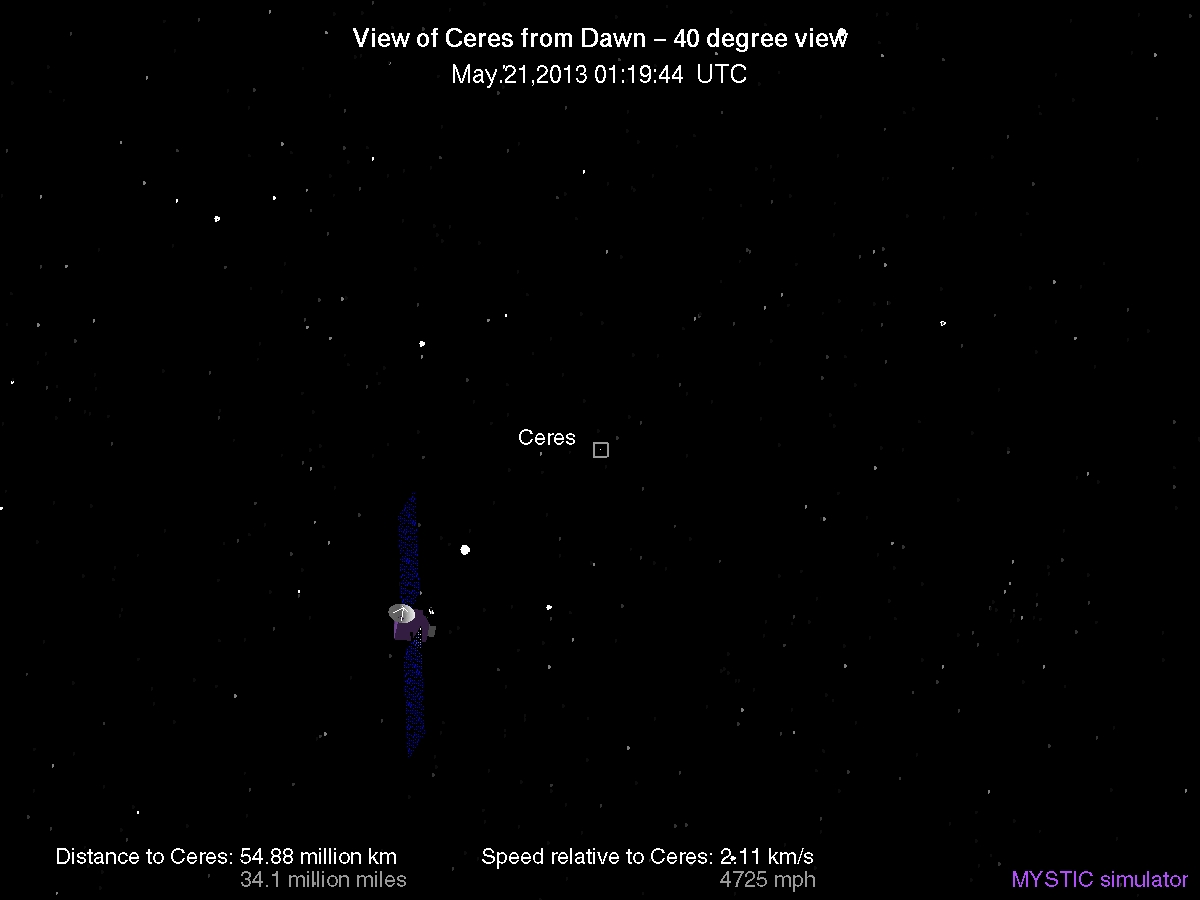 View of Ceres from Dawn – 40 degree view
May.21,2013 01:19:44 UTC
Ceres
Distance to Ceres: 54.88 million km
34.1 million miles
Speed relative to Ceres: 2.11 km/s
4725 mph
MYSTIC simulator